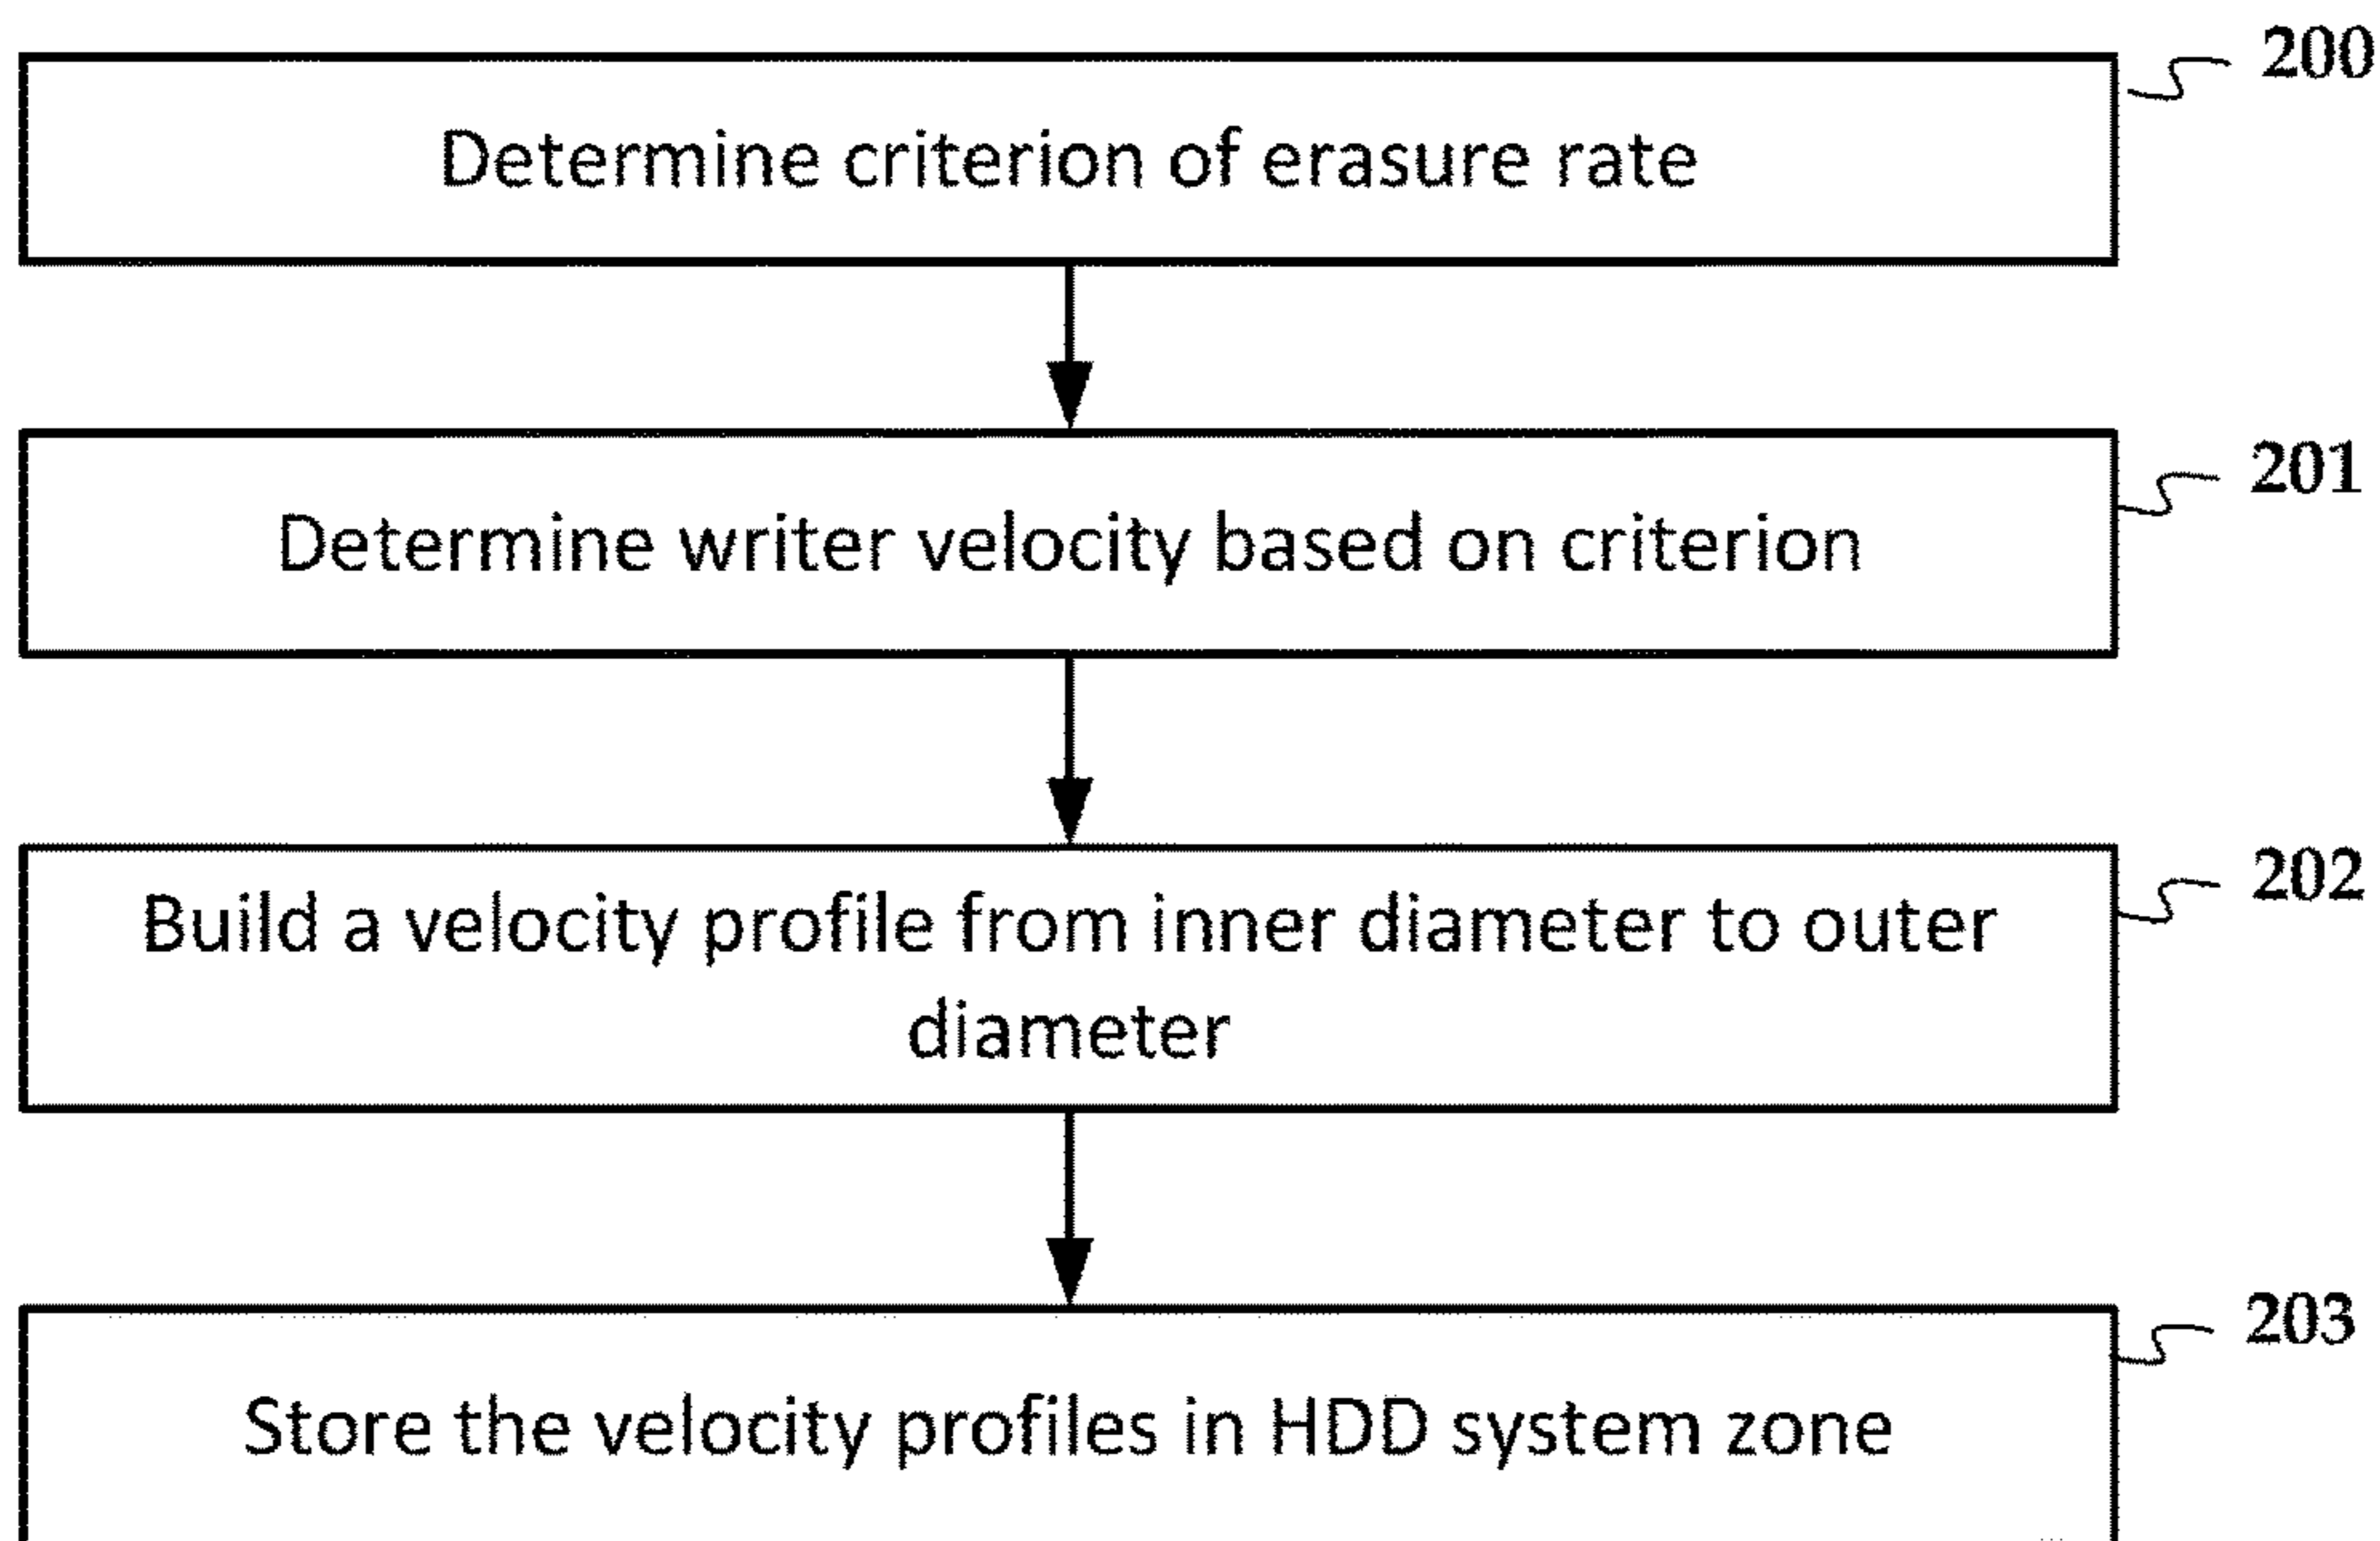 200
Determine criterion of erasure rate
201
Determine writer velocity based on criterion
202
Build a velocity profile from inner diameter to outer
diameter
203
Store the velocity profiles in HDD system zone